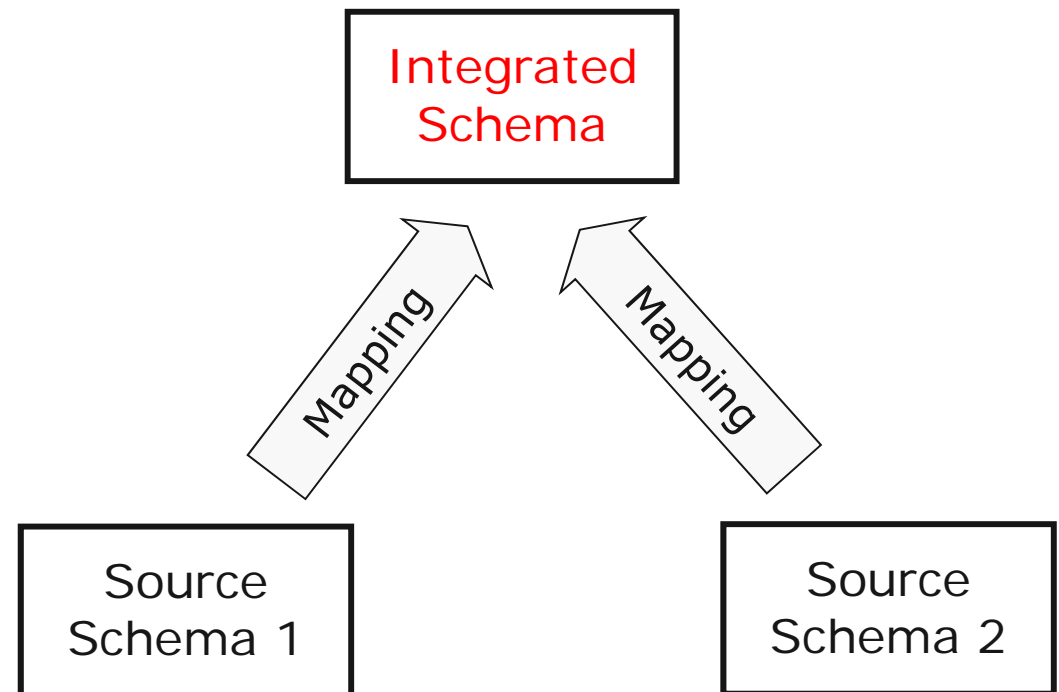 Integrated
Schema
Mapping
Mapping
Source
Schema 1
Source
Schema 2